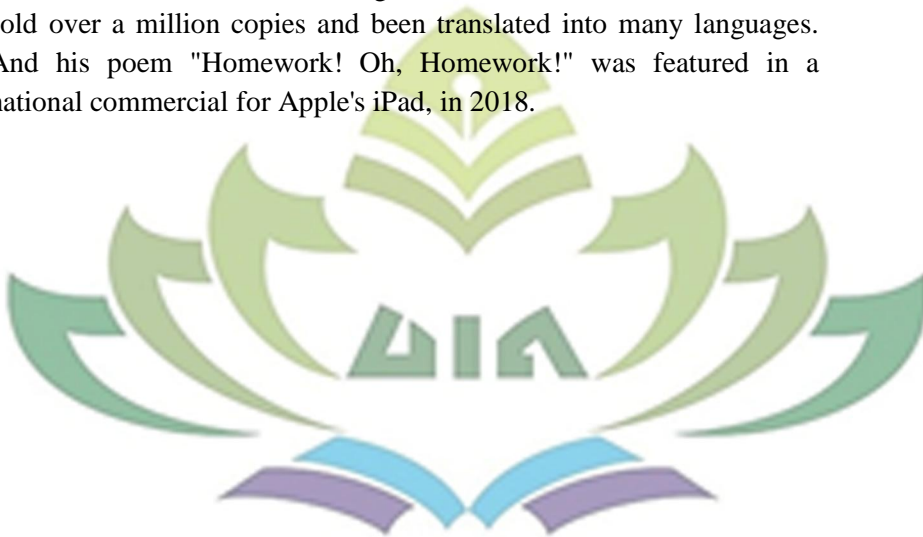 old over a million copies and been translated into many languages.
And his poem "Homework! Oh, Homework!" was featured in a
national commercial for Apple's iPad, in 2018.
UIN